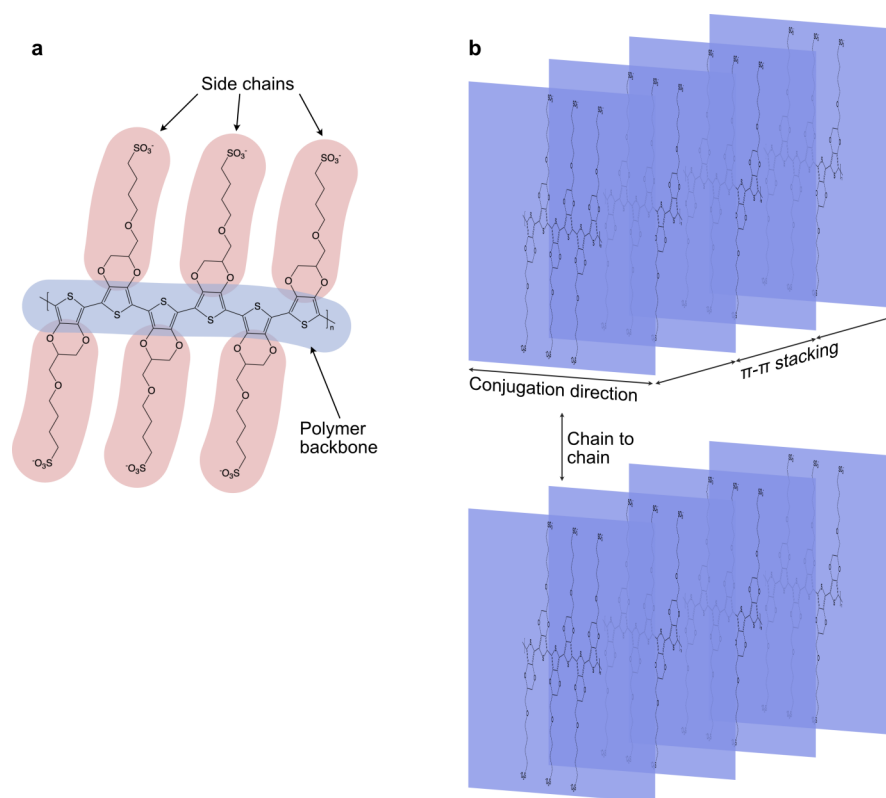 a
b
Side chains
SO3-
SO3-
SO3-
O
O
O
O
O
O
O
O
O
S
S
S
S
S
S
n
O
O
O
O
O
O
O
O
O
-O3S
-O3S
-O3S
Polymer
backbone
Conjugation direction
π-π stacking
Chain to
chain